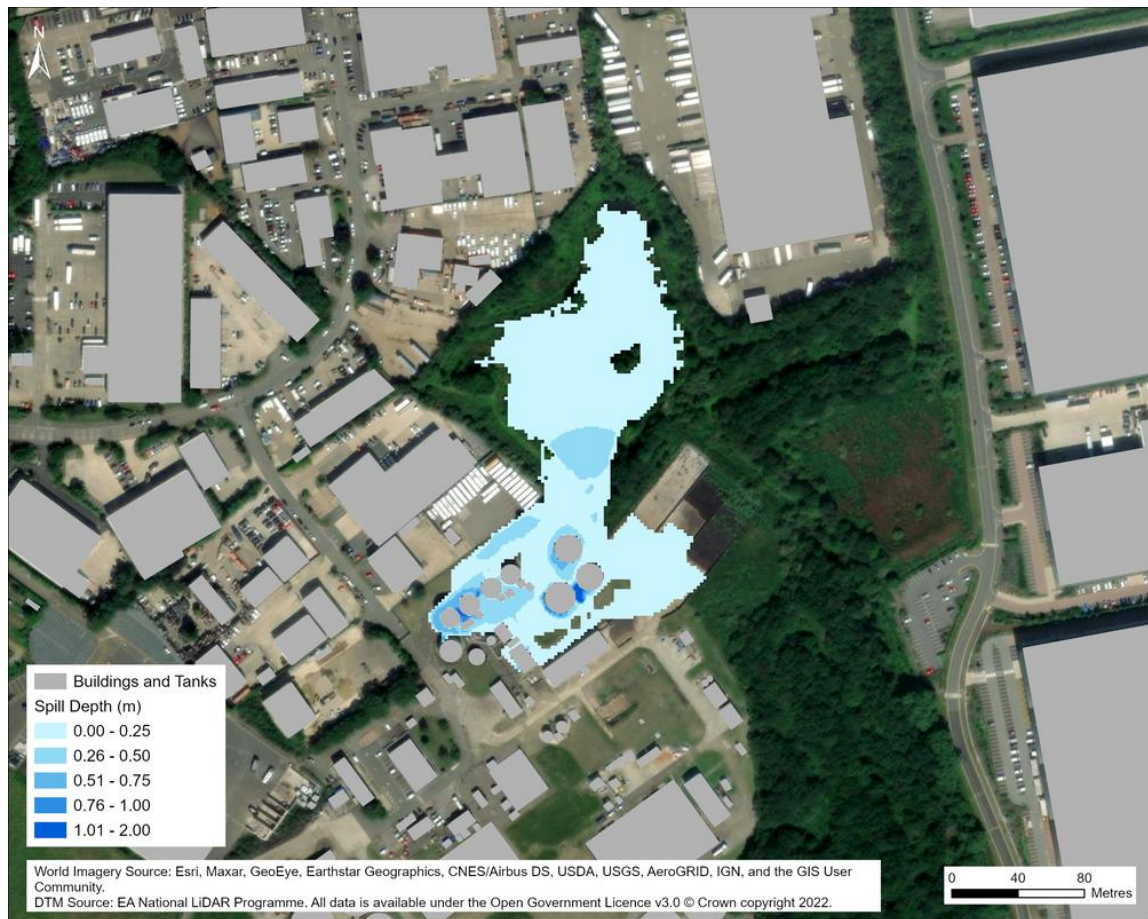 N
Buildings and Tanks
Spill Depth (m)
0.00 - 0.25
0.26 - 0.50
0.51 - 0.75
0.76 - 1.00
1.01 - 2.00
World Imagery Source: Esri, Maxar, GeoEye, Earthstar Geographics, CNES/Airbus DS, USDA, USGS, AeroGRID, IGN, and the GIS User
Community.
DTM Source: EA National LiDAR Programme. All data is available under the Open Government Licence v3.0 © Crown copyright 2022.
0 40 80
Metres